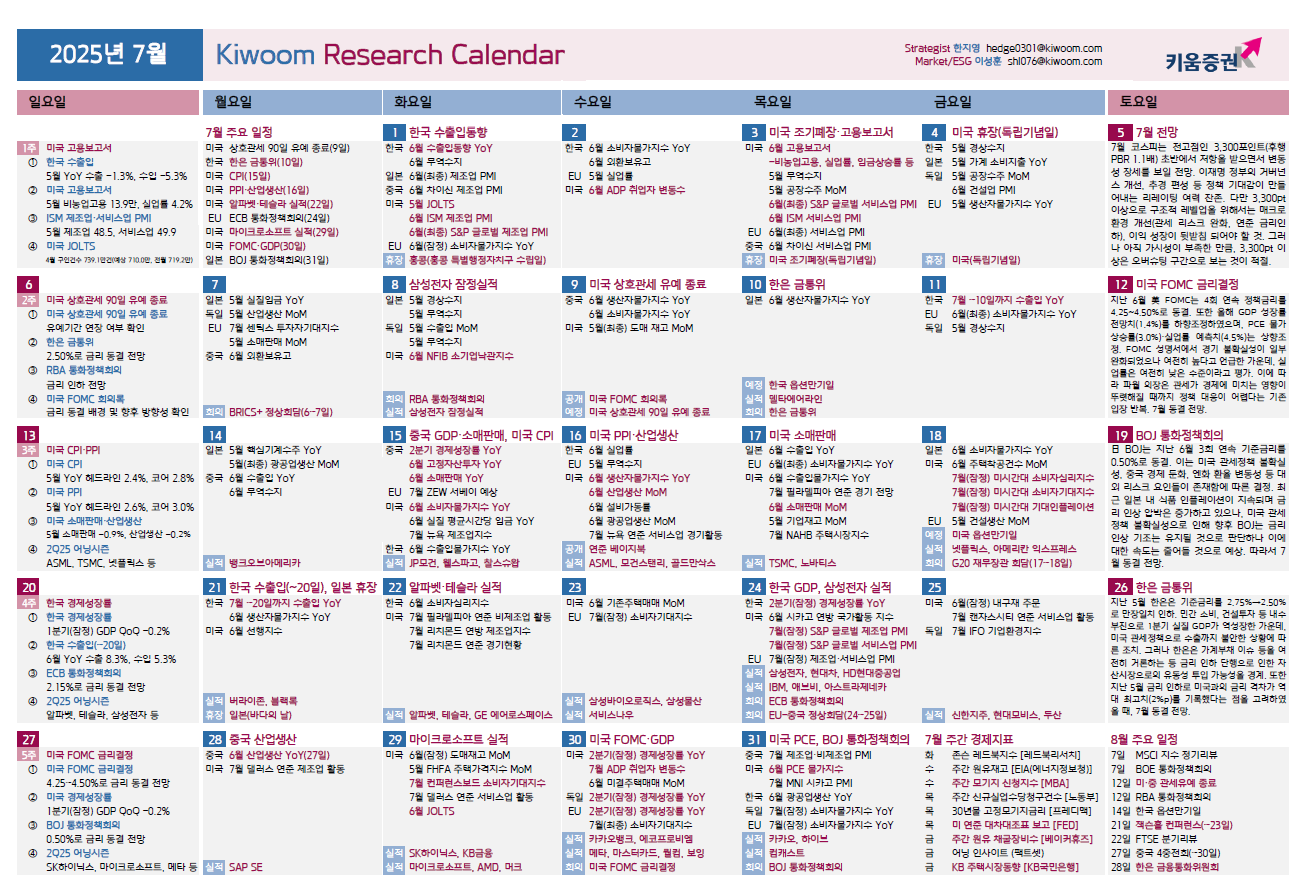 2025년 7월
Kiwoom Research Calendar
Strategist 한지영 hedge0301@kiwoom.com
Market/ESG 이성훈 shl076@kiwoom.com
키움증권
일요일
월요일
화요일
수요일
목요일
금요일
토요일
1주 미국 고용보고서
① 한국 수출입
5월 YoY 수출 -1.3%, 수입 -5.3%
② 미국 고용보고서
5월 비농업고용 13.9만, 실업률 4.2%
③ ISM 제조업·서비스업 PMI
5월 제조업 48.5, 서비스업 49.9
④ 미국 JOLTS
4월 구인건수 739.1만건(예상 710.0만, 전월 719.2만)
7월 주요 일정
미국 상호관세 90일 유예 종료(9일)
한국 한은 금통위(10일)
미국 CPI(15일)
미국 PPI·산업생산(16일)
미국 알파벳·테슬라 실적(22일)
EU ECB 통화정책회의(24일)
미국 마이크로소프트 실적(29일)
미국 FOMC·GDP(30일)
일본 BOJ 통화정책회의(31일)
1 한국 수출입동향
한국 6월 수출입동향 YoY
6월 무역수지
일본 6월(최종) 제조업 PMI
중국 6월 차이신 제조업 PMI
미국 5월 JOLTS
6월 ISM 제조업 PMI
6월(최종) S&P 글로벌 제조업 PMI
EU 6월(잠정) 소비자물가지수 YoY
휴장 홍콩(홍콩 특별행정자치구 수립일)
2
한국 6월 소비자물가지수 YoY
6월 외환보유고
EU 5월 실업률
미국 6월 ADP 취업자 변동수
3 미국 조기폐장·고용보고서
미국 6월 고용보고서
-비농업고용, 실업률, 임금상승률 등
5월 무역수지
5월 공장수주 MoM
6월(최종) S&P 글로벌 서비스업 PMI
6월 ISM 서비스업 PMI
EU 6월(최종) 서비스업 PMI
중국 6월 차이신 서비스업 PMI
휴장 미국 조기폐장(독립기념일)
4 미국 휴장(독립기념일)
한국 5월 경상수지
일본 5월 가계 소비지출 YoY
독일 5월 공장수주 MoM
6월 건설업 PMI
EU 5월 생산자물가지수 YoY
휴장 미국(독립기념일)
5 7월 전망
7월 코스피는 전고점인 3,300포인트(후행
PBR 1.1배) 초반에서 저항을 받으면서 변동
성 장세를 보일 전망. 이재명 정부의 거버넌
스 개선, 추경 편성 등 정책 기대감이 만들
어내는 리레이팅 여력 잔존. 다만 3,300pt
이상으로 구조적 레벨업을 위해서는 매크로
환경 개선(관세 리스크 완화, 연준 금리인
하), 이익 성장이 뒷받침 되어야 할 것. 그러
나 아직 가시성이 부족한 만큼, 3,300pt 이
상은 오버슈팅 구간으로 보는 것이 적절.
6
2주 미국 상호관세 90일 유예 종료
① 미국 상호관세 90일 유예 종료
유예기간 연장 여부 확인
② 한은 금통위
2.50%로 금리 동결 전망
③ RBA 통화정책회의
금리 인하 전망
④ 미국 FOMC 회의록
금리 동결 배경 및 향후 방향성 확인
7
일본 5월 실질임금 YoY
독일 5월 산업생산 MoM
EU 7월 센틱스 투자자기대지수
5월 소매판매 MoM
중국 6월 외환보유고
회의 BRICS+ 정상회담(6~7일)
8 삼성전자 잠정실적
일본 5월 경상수지
5월 무역수지
독일 5월 수출입 MoM
5월 무역수지
미국 6월 NFIB 소기업낙관지수
회의 RBA 통화정책회의
실적 삼성전자 잠정실적
9 미국 상호관세 유예 종료
중국 6월 생산자물가지수 YoY
6월 소비자물가지수 YoY
미국 5월(최종) 도매 재고 MoM
공개 미국 FOMC 회의록
예정 미국 상호관세 90일 유예 종료
10 한은 금통위
일본 6월 생산자물가지수 YoY
예정 한국 옵션만기일
실적 델타에어라인
회의 한은 금통위
11
한국 7월 ~10일까지 수출입 YoY
EU 6월(최종) 소비자물가지수 YoY
독일 5월 경상수지
12 미국 FOMC 금리결정
지난 6월 美 FOMC는 4회 연속 정책금리를
4.25~4.50%로 동결. 또한 올해 GDP 성장률
전망치(1.4%)를 하향조정하였으며, PCE 물가
상승률(3.0%)·실업률 예측치(4.5%)는 상향조
정. FOMC 성명서에서 경기 불확실성이 일부
완화되었으나 여전히 높다고 언급한 가운데, 실
업률은 여전히 낮은 수준이라고 평가. 이에 따
라 파월 의장은 관세가 경제에 미치는 영향이
뚜렷해질 때까지 정책 대응이 어렵다는 기존
입장 반복. 7월 동결 전망.
13
3주 미국 CPI·PPI
① 미국 CPI
5월 YoY 헤드라인 2.4%, 코어 2.8%
② 미국 PPI
5월 YoY 헤드라인 2.6%, 코어 3.0%
③ 미국 소매판매·산업생산
5월 소매판매 -0.9%, 산업생산 -0.2%
④ 2Q25 어닝시즌
ASML, TSMC, 넷플릭스 등
14
일본 5월 핵심기계수주 YoY
5월(최종) 광공업생산 MoM
중국 6월 수출입 YoY
6월 무역수지
실적 뱅크오브아메리카
15 중국 GDP·소매판매, 미국 CPI
중국 2분기 경제성장률 YoY
6월 고정자산투자 YoY
6월 소매판매 YoY
EU 7월 ZEW 서베이 예상
미국 6월 소비자물가지수 YoY
6월 실질 평균시간당 임금 YoY
7월 뉴욕 제조업지수
한국 6월 수출입물가지수 YoY
실적 JP모건, 웰스파고, 찰스슈왑
16 미국 PPI·산업생산
한국 6월 실업률
EU 5월 무역수지
미국 6월 생산자물가지수 YoY
6월 산업생산 MoM
6월 설비가동률
6월 광공업생산 MoM
7월 뉴욕 연준 서비스업 경기활동
공개 연준 베이지북
실적 ASML, 모건스탠리, 골드만삭스
17 미국 소매판매
일본 6월 수출입 YoY
EU 6월(최종) 소비자물가지수 YoY
미국 6월 수출입물가지수 YoY
7월 필라델피아 연준 경기 전망
6월 소매판매 MoM
5월 기업재고 MoM
7월 NAHB 주택시장지수
실적 TSMC, 노바티스
18
일본 6월 소비자물가지수 YoY
미국 6월 주택착공건수 MoM
7월(잠정) 미시간대 소비자심리지수
7월(잠정) 미시간대 소비자기대지수
7월(잠정) 미시간대 기대인플레이션
EU 5월 건설생산 MoM
예정 미국 옵션만기일
실적 넷플릭스, 아메리칸 익스프레스
회의 G20 재무장관 회담(17~18일)
19 BOJ 통화정책회의
日 BOJ는 지난 6월 3회 연속 기준금리를
0.50%로 동결. 이는 미국 관세정책 불확실
성, 중국 경제 둔화, 엔화 환율 변동성 등 대
외 리스크 요인들이 존재함에 따른 결정. 최
근 일본 내 식품 인플레이션이 지속되며 금
리 인상 압박은 증가하고 있으나, 미국 관세
정책 불확실성으로 인해 향후 BOJ는 금리
인상 기조는 유지될 것으로 판단하나 이에
대한 속도는 줄어들 것으로 예상. 따라서 7
월 동결 전망.
20
4주 한국 경제성장률
① 한국 경제성장률
1분기(잠정) GDP QoQ -0.2%
② 한국 수출입(~20일)
6월 YoY 수출 8.3%, 수입 5.3%
③ ECB 통화정책회의
2.15%로 금리 동결 전망
④ 2Q25 어닝시즌
알파벳, 테슬라, 삼성전자 등
21 한국 수출입(~20일), 일본 휴장
한국 7월 ~20일까지 수출입 YoY
6월 생산자물가지수 YoY
미국 6월 선행지수
실적 버라이존, 블랙록
휴장 일본(바다의 날)
22 알파벳·테슬라 실적
한국 6월 소비자심리지수
미국 7월 필라델피아 연준 비제조업 활동
7월 리치몬드 연방 제조업지수
7월 리치몬드 연준 경기현황
실적 알파벳, 테슬라, GE 에어로스페이스
23
미국 6월 기존주택매매 MoM
EU 7월(잠정) 소비자기대지수
실적 삼성바이오로직스, 삼성물산
실적 서비스나우
24 한국 GDP, 삼성전자 실적
한국 2분기(잠정) 경제성장률 YoY
미국 6월 시카고 연방 국가활동 지수
7월(잠정) S&P 글로벌 제조업 PMI
7월(잠정) S&P 글로벌 서비스업 PMI
EU 7월(잠정) 제조업·서비스업 PMI
실적 삼성전자, 현대차, HD현대중공업
실적 IBM, 애브비, 아스트라제네카
회의 ECB 통화정책회의
회의 EU-중국 정상회담(24~25일)
25
미국 6월(잠정) 내구재 주문
7월 캔자스시티 연준 서비스업 활동
독일 7월 IFO 기업환경지수
실적 신한지주, 현대모비스, 두산
26 한은 금통위
지난 5월 한은은 기준금리를 2.75%→2.50%
로 만장일치 인하. 민간 소비, 건설투자 등 내수
부진으로 1분기 실질 GDP가 역성장한 가운데,
미국 관세정책으로 수출까지 불안한 상황에 따
른 조치. 그러나 한은은 가계부채 이슈 등을 여
전히 거론하는 등 금리 인하 단행으로 인한 자
산시장으로의 유동성 투입 가능성을 경계. 또한
지난 5월 금리 인하로 미국과의 금리 격차가 역
대 최고치(2%p)를 기록했다는 점을 고려하였
을 때, 7월 동결 전망.
27
5주 미국 FOMC 금리결정
① 미국 FOMC 금리결정
4.25~4.50%로 금리 동결 전망
② 미국 경제성장률
1분기(잠정) GDP QoQ -0.2%
③ BOJ 통화정책회의
0.50%로 금리 동결 전망
④ 2Q25 어닝시즌
SK하이닉스, 마이크로소프트, 메타 등
28 중국 산업생산
중국 6월 산업생산 YoY(27일)
미국 7월 댈러스 연준 제조업 활동
실적 SAP SE
29 마이크로소프트 실적
미국 6월(잠정) 도매재고 MoM
5월 FHFA 주택가격지수 MoM
7월 컨퍼런스보드 소비자기대지수
7월 댈러스 연준 서비스업 활동
6월 JOLTS
실적 SK하이닉스, KB금융
실적 마이크로소프트, AMD, 머크
30 미국 FOMC·GDP
미국 2분기(잠정) 경제성장률 YoY
7월 ADP 취업자 변동수
6월 미결주택매매 MoM
독일 2분기(잠정) 경제성장률 YoY
EU 2분기(잠정) 경제성장률 YoY
7월(최종) 소비자기대지수
실적 카카오뱅크, 에코프로비엠
실적 메타, 마스터카드, 퀄컴, 보잉
회의 미국 FOMC 금리결정
31 미국 PCE, BOJ 통화정책회의
중국 7월 제조업·비제조업 PMI
미국 6월 PCE 물가지수
7월 MNI 시카고 PMI
한국 6월 광공업생산 YoY
독일 7월(잠정) 소비자물가지수 YoY
EU 7월(잠정) 소비자물가지수 YoY
실적 카카오, 하이브
실적 컴캐스트
회의 BOJ 통화정책회의
7월 주간 경제지표
화 존슨 레드북지수 [레드북리서치]
수 주간 원유재고 [EIA(에너지정보청)]
수 주간 모기지 신청지수 [MBA]
목 주간 신규실업수당청구건수 [노동부]
목 30년물 고정모기지금리 [프레디맥]
목 미 연준 대차대조표 보고 [FED]
금 주간 원유 채굴장비수 [베이커휴즈]
금 어닝 인사이트 (팩트셋)
금 KB 주택시장동향 [KB국민은행]
8월 주요 일정
7일 MSCI 지수 정기리뷰
7일 BOE 통화정책회의
12일 미·중 관세유예 종료
12일 RBA 통화정책회의
14일 한국 옵션만기일
21일 잭슨홀 컨퍼런스(~23일)
22일 FTSE 분기리뷰
27일 중국 4중전회(~30일)
28일 한은 금융통화위원회